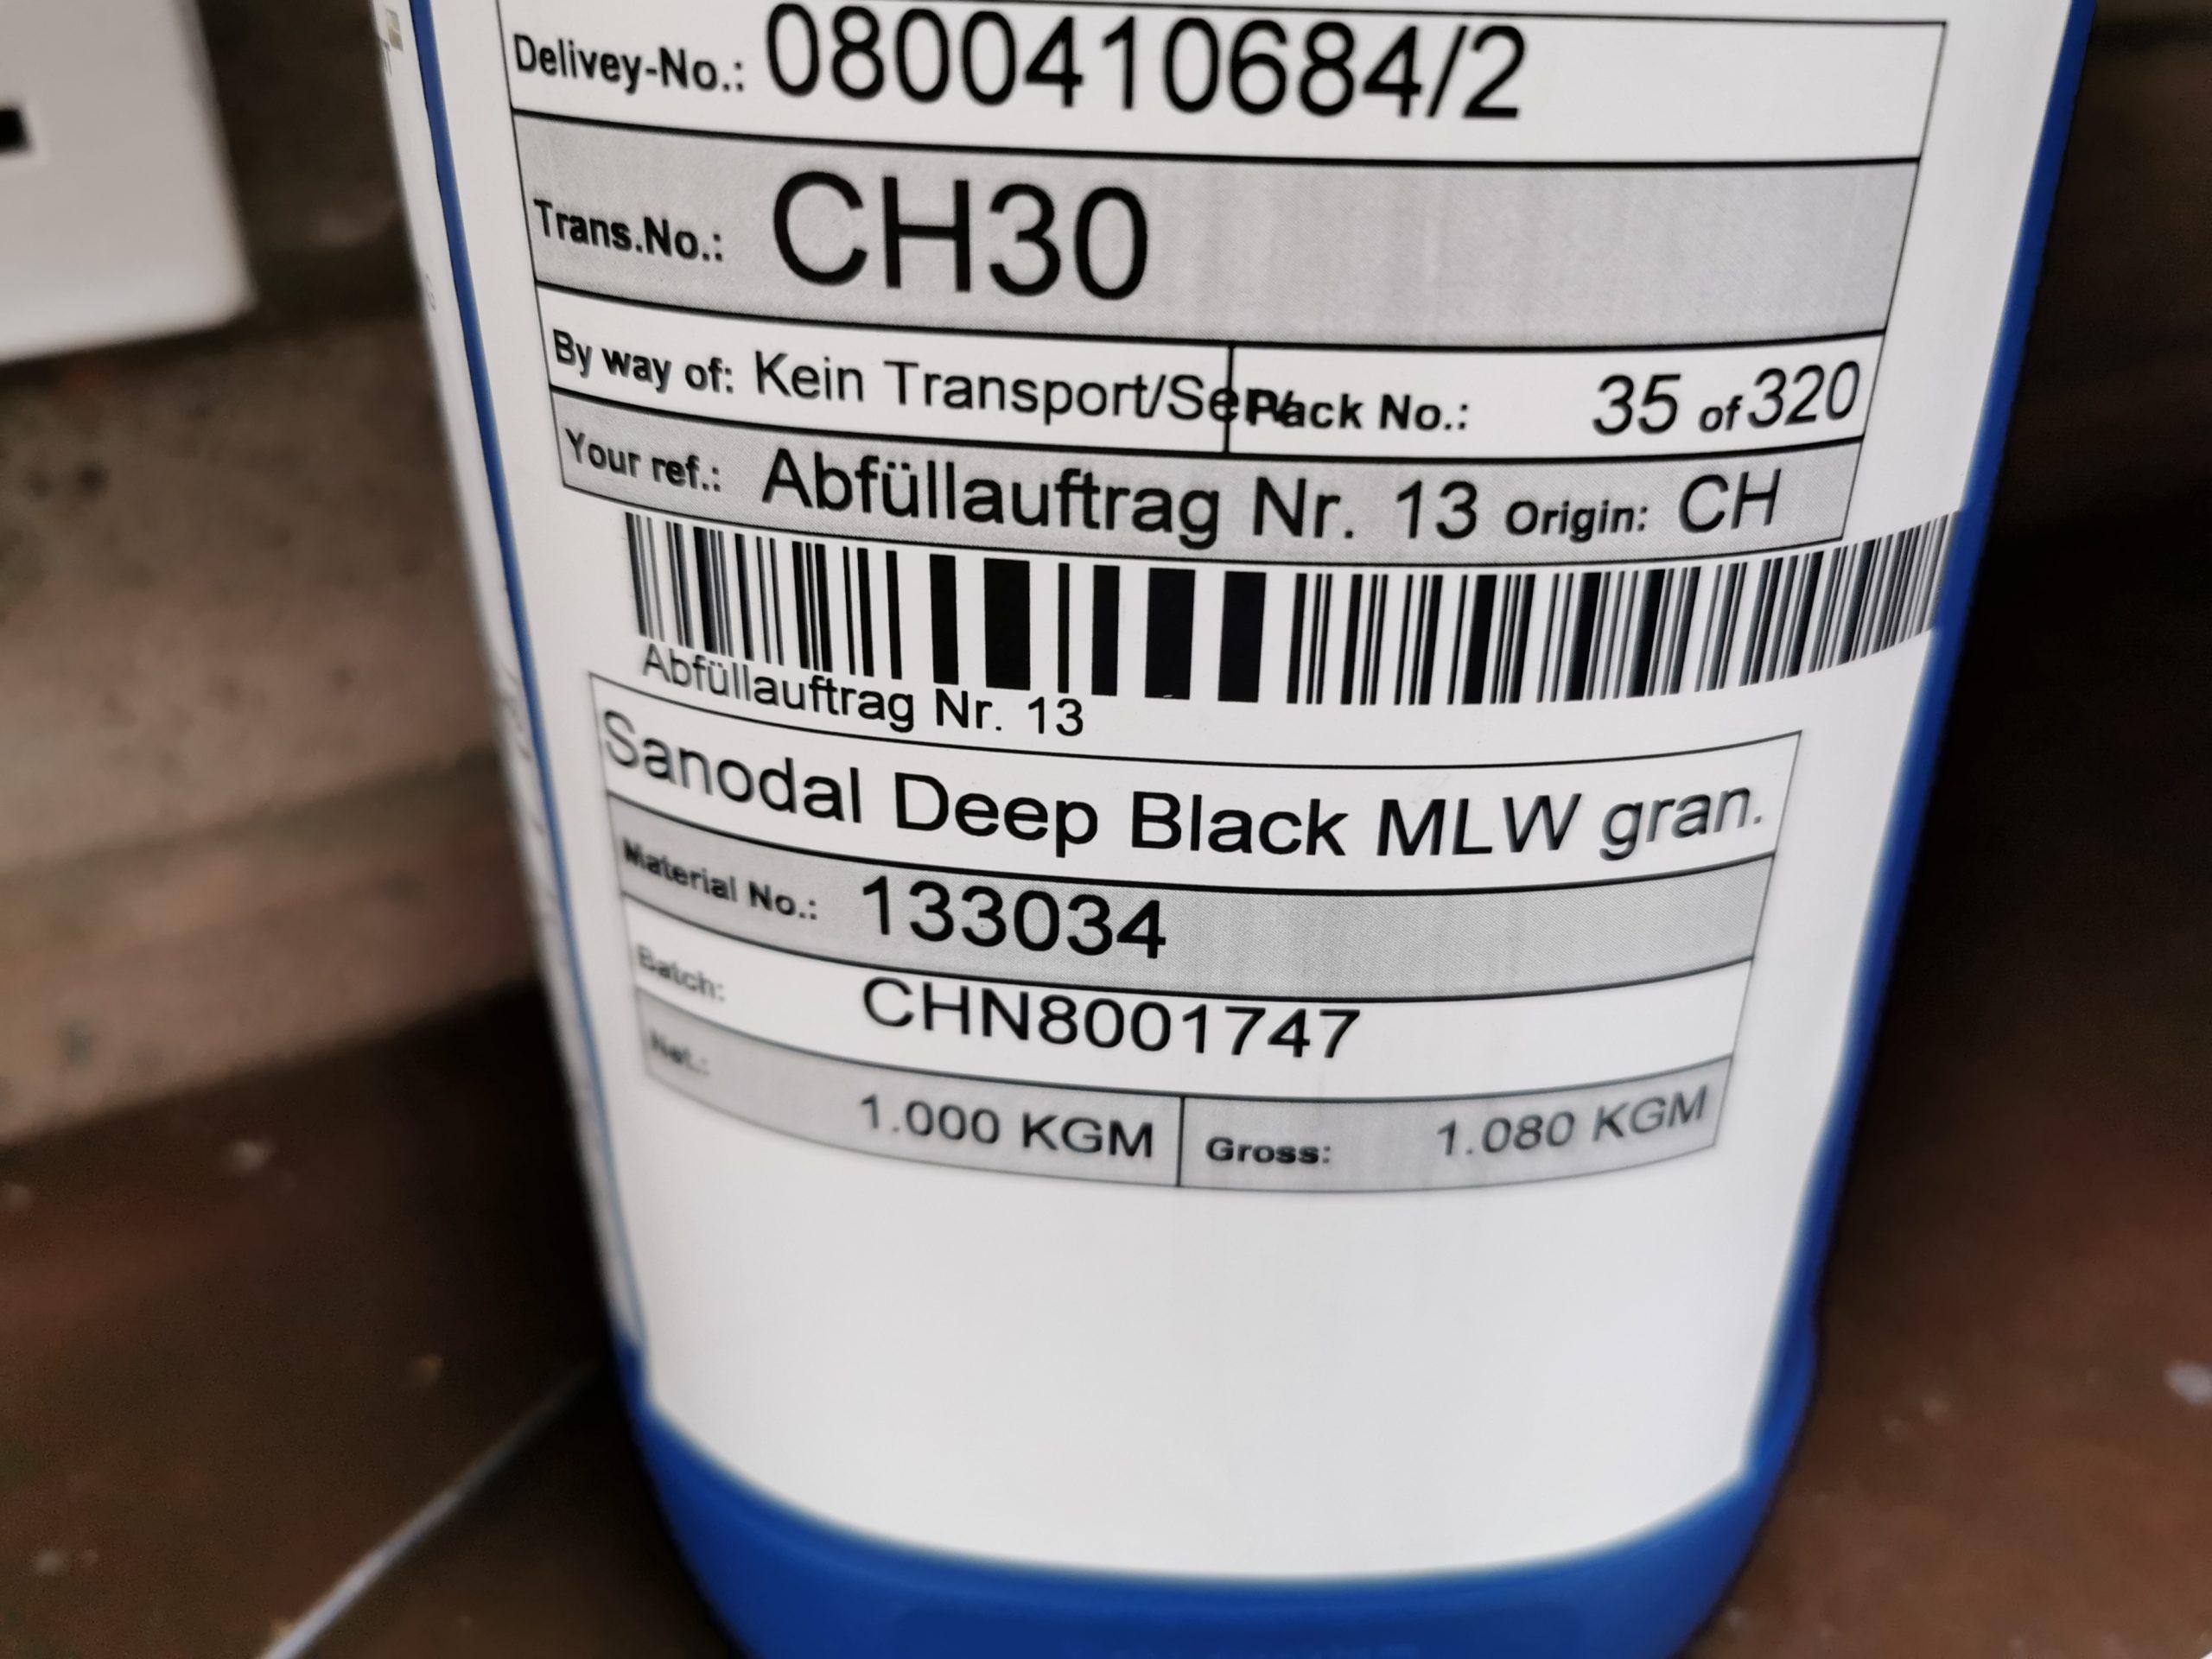 Delivey-No.: 0800410684/2
Trans.No.: CH30
By way of: Kein Transport/Serv Pack No.: 35 of 320
Your ref.: Abfüllauftrag Nr. 13 Origin: CH
Abfüllauftrag Nr. 13
Sanodal Deep Black MLW gran.
Material No.: 133034
Batch: CHN8001747
Net.: 1.000 KGM Gross: 1.080 KGM